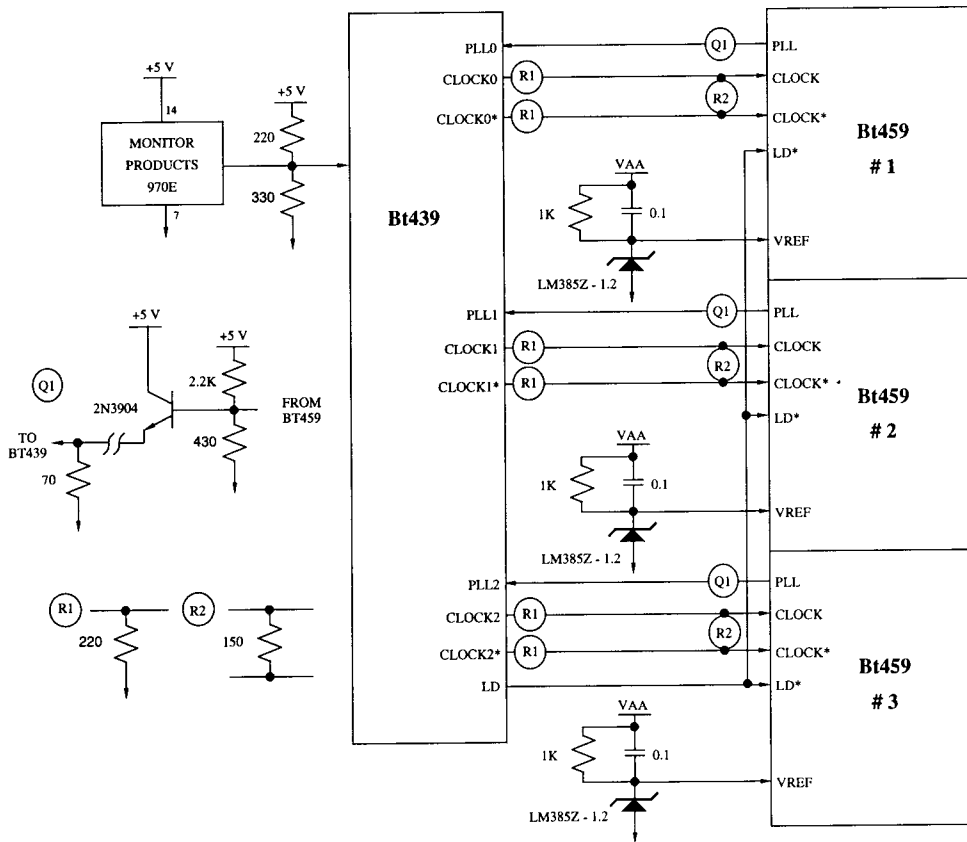 +5 V
14
MONITOR
PRODUCTS
970E
7
+5 V
220
330
Q1
+5 V
2N3904
TO
BT439
70
+5 V
2.2K
430
FROM
BT459
R1
220
R2
150
Bt439
PLL0
CLOCK0
CLOCK0*
PLL1
CLOCK1
CLOCK1*
PLL2
CLOCK2
CLOCK2*
LD
Q1
R1
R1
R2
VAA
1K
0.1
LM385Z - 1.2
Q1
R1
R1
R2
VAA
1K
0.1
LM385Z - 1.2
Q1
R1
R1
R2
VAA
1K
0.1
LM385Z - 1.2
PLL
CLOCK
CLOCK*
LD*
VREF
Bt459
# 1
PLL
CLOCK
CLOCK*
LD*
VREF
Bt459
# 2
PLL
CLOCK
CLOCK*
LD*
VREF
Bt459
# 3